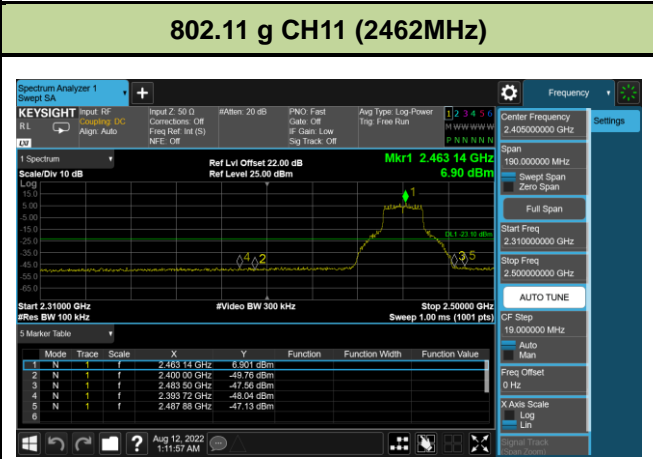 802.11 g CH11 (2462MHz)
Spectrum Analyzer 1
Swept SA
Frequency
KEYSIGHT
RL
LXI
Input: RF
Coupling: DC
Align: Auto
Input Z: 50 Ω
Corrections: Off
Freq Ref: Int (S)
NFE: Off
#Atten: 20 dB
PNO: Fast
Gate: Off
IF Gain: Low
Sig Track: Off
Avg Type: Log-Power
Trig: Free Run
1 2 3 4 5 6
M W W W W W
P N N N N N
1 Spectrum
Scale/Div 10 dB
Ref Lvl Offset 22.00 dB
Ref Level 25.00 dBm
Mkr1 2.463 14 GHz
6.90 dBm
Log
15.0
5.00
-5.00
-15.0
-25.0
-35.0
-45.0
-55.0
-65.0
1
DL1 -23.10 dBm
4 2
3 5
Start 2.31000 GHz
#Res BW 100 kHz
#Video BW 300 kHz
Stop 2.50000 GHz
Sweep 1.00 ms (1001 pts)
5 Marker Table
Mode Trace Scale X Y Function Function Width Function Value
1 N 1 f 2.463 14 GHz 6.901 dBm
2 N 1 f 2.400 00 GHz -49.76 dBm
3 N 1 f 2.483 50 GHz -47.56 dBm
4 N 1 f 2.393 72 GHz -48.04 dBm
5 N 1 f 2.487 88 GHz -47.13 dBm
6
Aug 12, 2022
1:11:57 AM
Settings
Center Frequency
2.405000000 GHz
Span
190.000000 MHz
Swept Span
Zero Span
Full Span
Start Freq
2.310000000 GHz
Stop Freq
2.500000000 GHz
AUTO TUNE
CF Step
19.000000 MHz
Auto
Man
Freq Offset
0 Hz
X Axis Scale
Log
Lin
Signal Track
(Span Zoom)